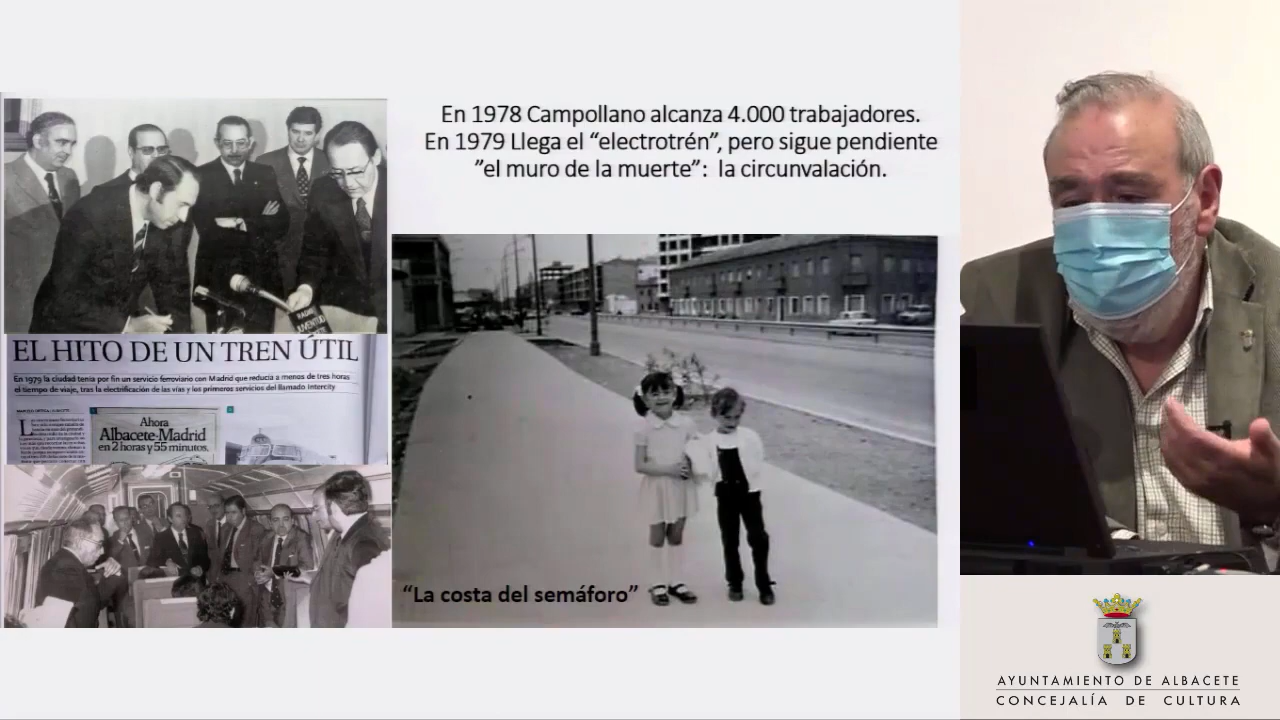 En 1978 Campollano alcanza 4.000 trabajadores.
En 1979 Llega el “electrotrén”, pero sigue pendiente
”el muro de la muerte”: la circunvalación.
RADIO
JUVENTUD
EL HITO DE UN TREN ÚTIL
En 1979 la ciudad tenía por fin un servicio ferroviario con Madrid que reducía a menos de tres horas
el tiempo de viaje, tras la electrificación de las vías y los primeros servicios del llamado Intercity
Ahora
Albacete-Madrid
en 2 horas y 55 minutos.
“La costa del semáforo”
AYUNTAMIENTO DE ALBACETE
CONCEJALÍA DE CULTURA